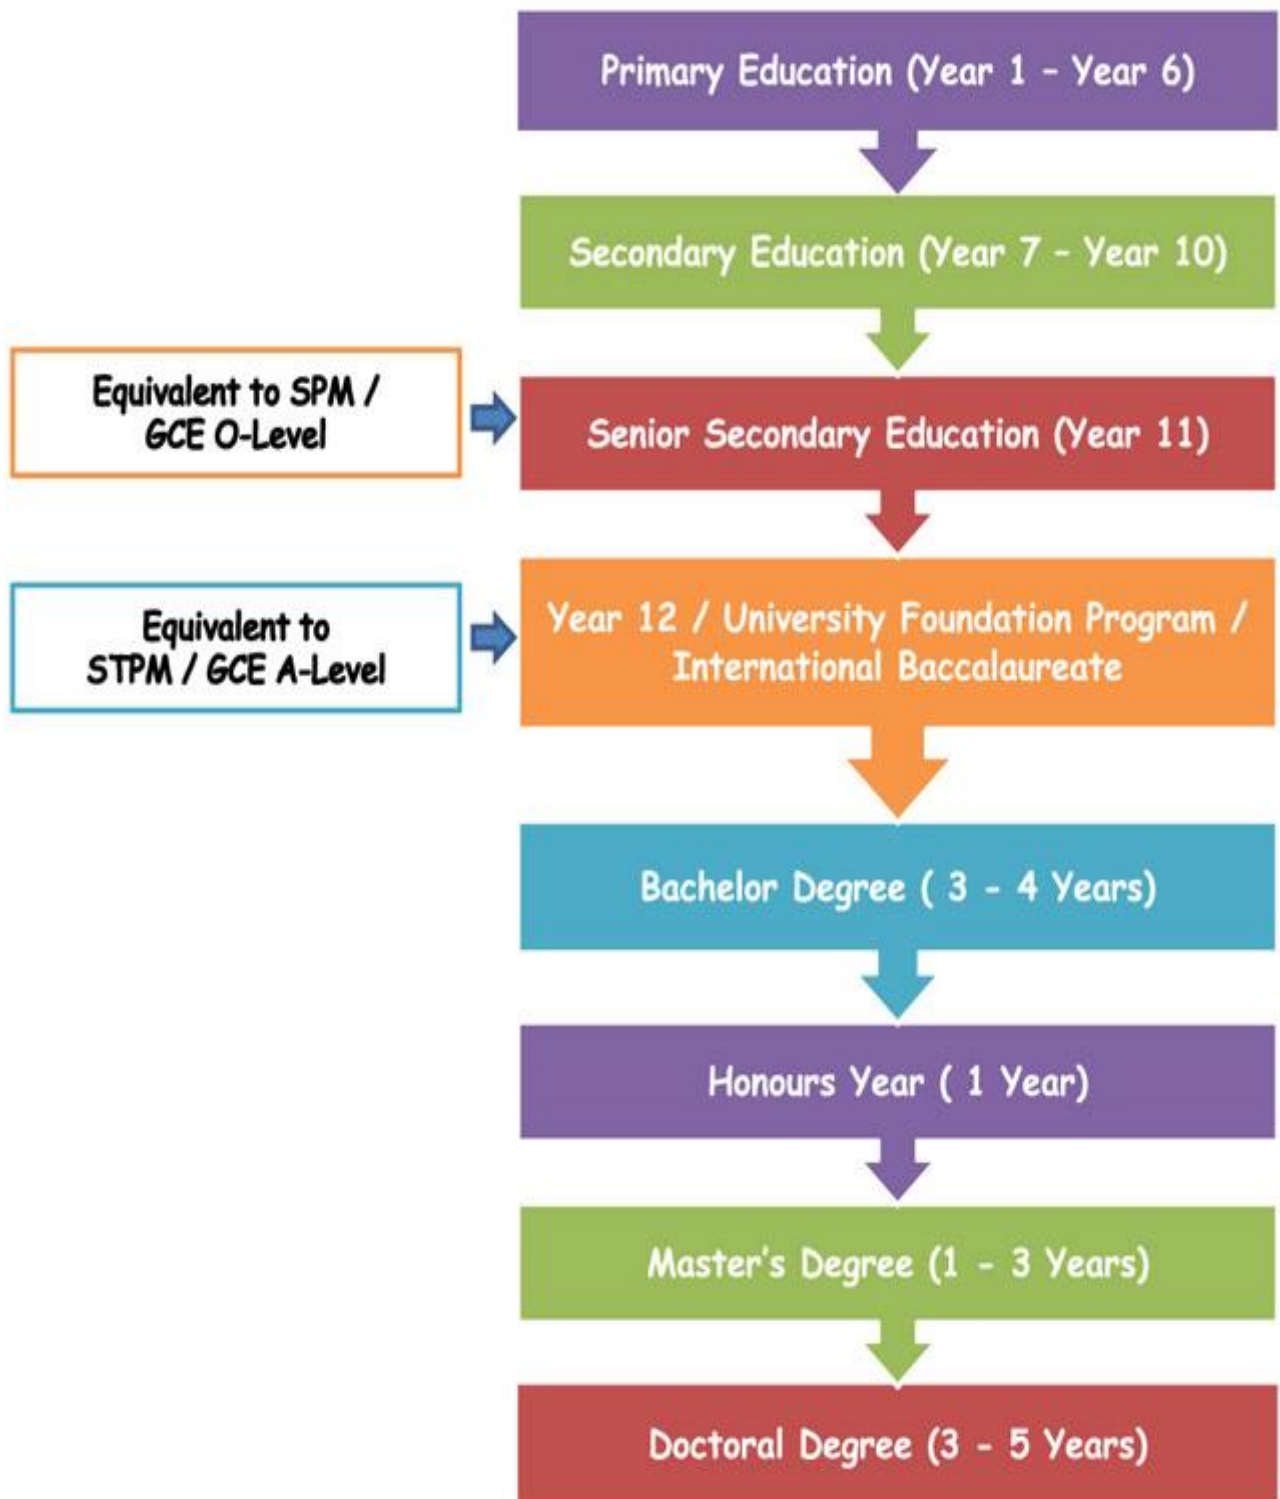 Primary Education (Year 1 – Year 6)
Secondary Education (Year 7 – Year 10)
Equivalent to SPM /
GCE O-Level
Senior Secondary Education (Year 11)
Equivalent to
STPM / GCE A-Level
Year 12 / University Foundation Program /
International Baccalaureate
Bachelor Degree ( 3 - 4 Years)
Honours Year ( 1 Year)
Master's Degree (1 - 3 Years)
Doctoral Degree (3 - 5 Years)